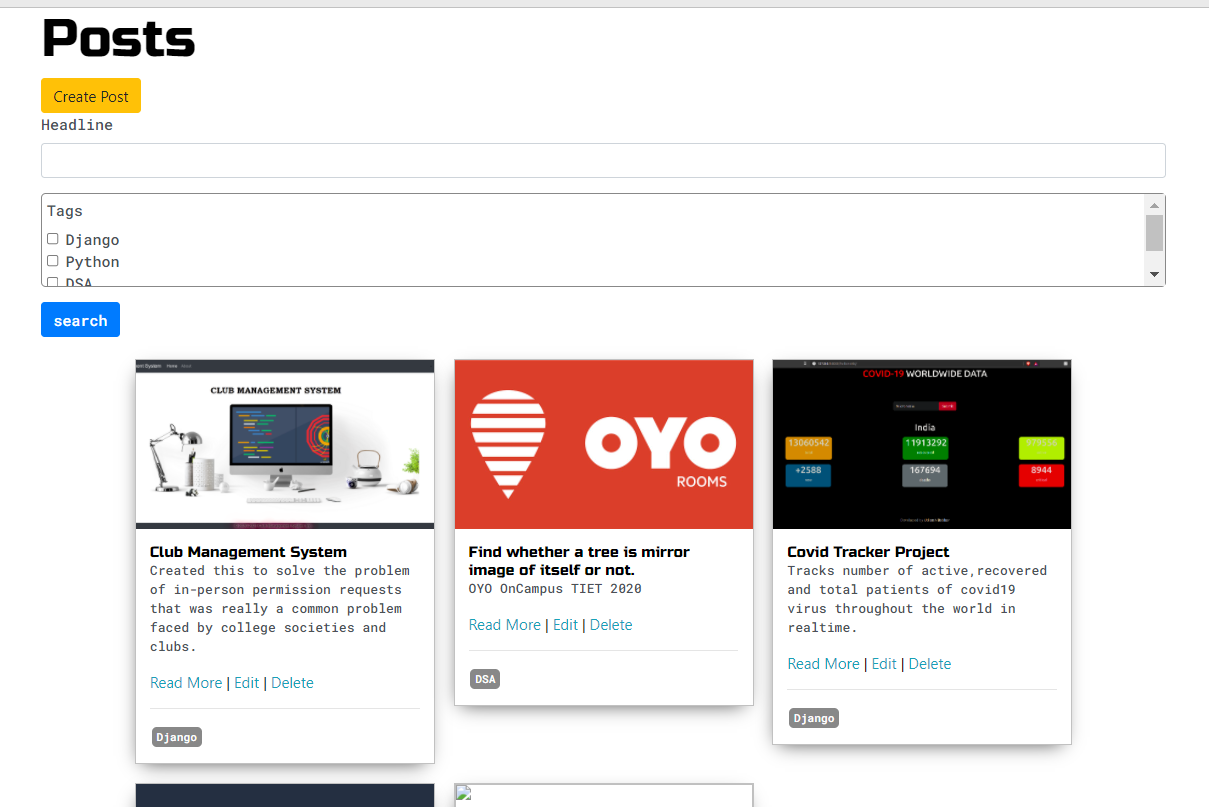 Posts
Create Post
Headline
Tags
Django
Python
DSA
search
ent System Home About
CLUB MANAGEMENT SYSTEM
Club Management System
Created this to solve the problem
of in-person permission requests
that was really a common problem
faced by college societies and
clubs.
Read More | Edit | Delete
Django
OYO
ROOMS
Find whether a tree is mirror
image of itself or not.
OYO OnCampus TIET 2020
Read More | Edit | Delete
DSA
COVID-19 WORLDWIDE DATA
India
13060542
11913292
+2588
167694
8944
Covid Tracker Project
Tracks number of active,recovered
and total patients of covid19
virus throughout the world in
realtime.
Read More | Edit | Delete
Django